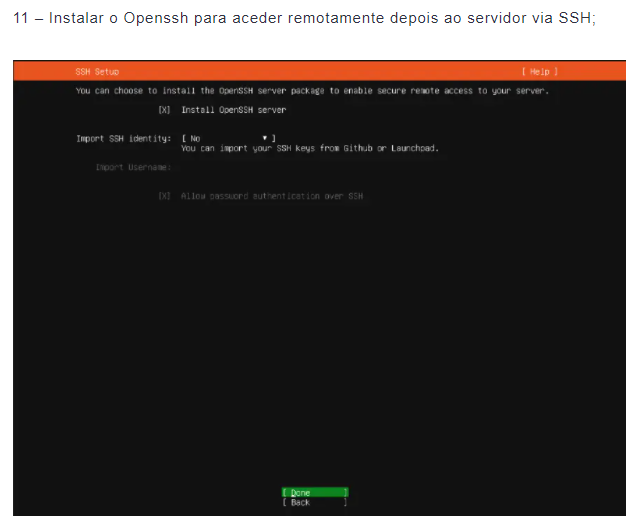 11 – Instalar o Openssh para aceder remotamente depois ao servidor via SSH;
SSH Setup [ Help ]
You can choose to install the OpenSSH server package to enable secure remote access to your server.
[X] Install OpenSSH server
Import SSH identity: [ No ▾ ]
You can import your SSH keys from Github or Launchpad.
Import Username:
[X] Allow password authentication over SSH
[ Done ]
[ Back ]